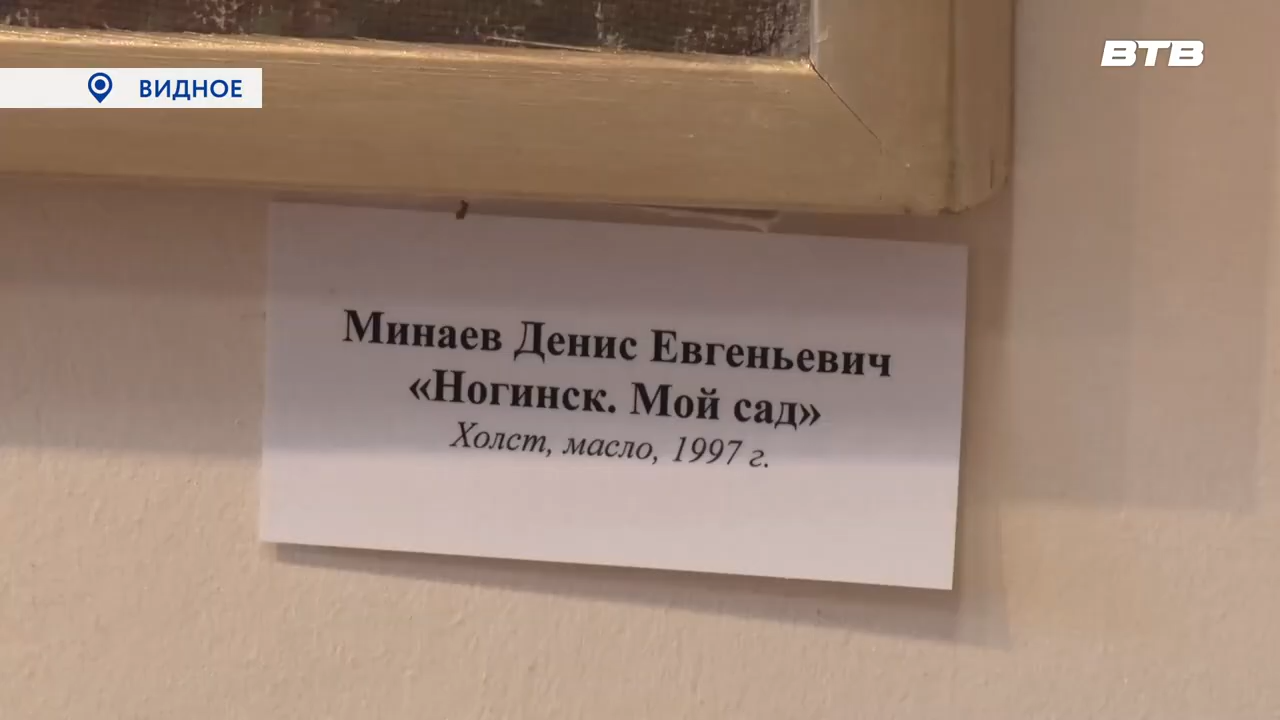 ВИДНОЕ
ВТВ
Минаев Денис Евгеньевич
«Ногинск. Мой сад»
Холст, масло, 1997 г.